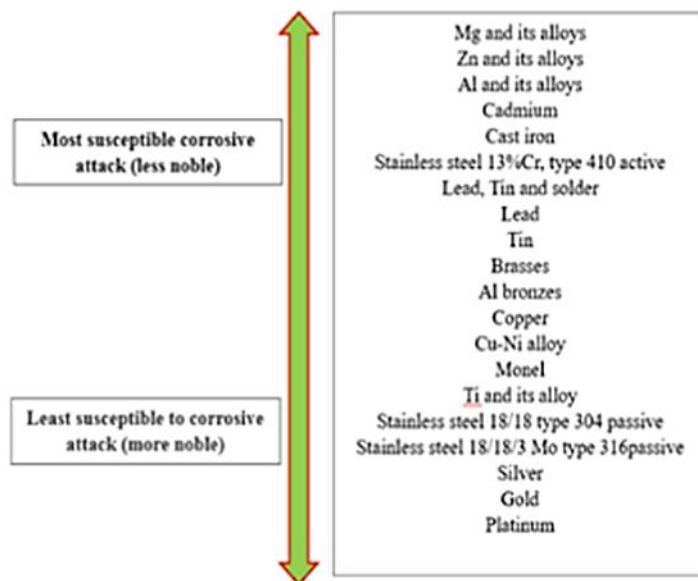 Most susceptible corrosive
attack (less noble)
Least susceptible to corrosive
attack (more noble)
Mg and its alloys
Zn and its alloys
Al and its alloys
Cadmium
Cast iron
Stainless steel 13%Cr, type 410 active
Lead, Tin and solder
Lead
Tin
Brasses
Al bronzes
Copper
Cu-Ni alloy
Monel
Ti and its alloy
Stainless steel 18/18 type 304 passive
Stainless steel 18/18/3 Mo type 316passive
Silver
Gold
Platinum